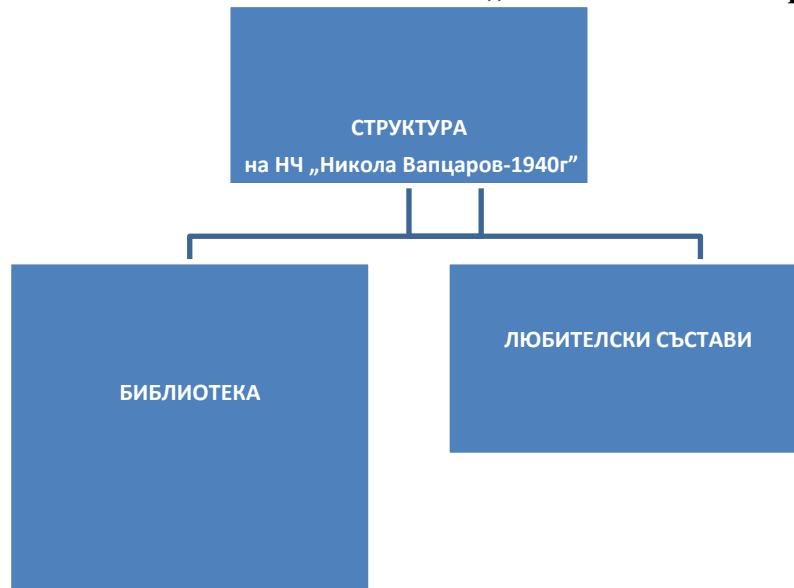 СТРУКТУРА
на НЧ „Никола Вапцаров-1940г”
БИБЛИОТЕКА
ЛЮБИТЕЛСКИ СЪСТАВИ